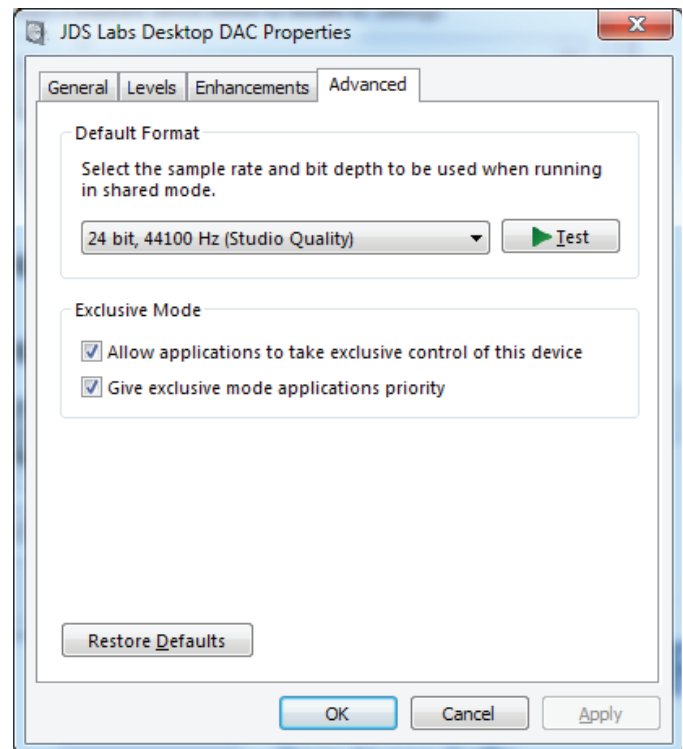 JDS Labs Desktop DAC Properties
General
Levels
Enhancements
Advanced
Default Format
Select the sample rate and bit depth to be used when running
in shared mode.
24 bit, 44100 Hz (Studio Quality)
Test
Exclusive Mode
Allow applications to take exclusive control of this device
Give exclusive mode applications priority
Restore Defaults
OK
Cancel
Apply